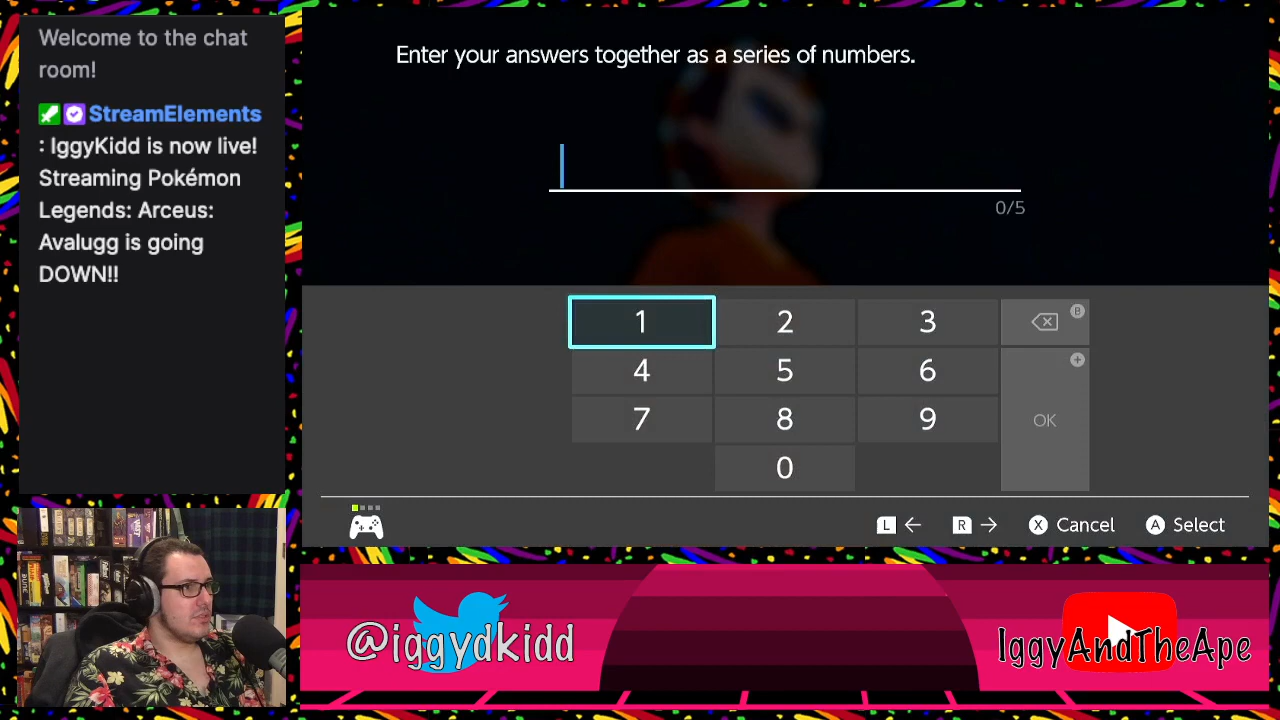 Welcome to the chat
room!
StreamElements
: IggyKidd is now live!
Streaming Pokémon
Legends: Arceus:
Avalugg is going
DOWN!!
Enter your answers together as a series of numbers.
0/5
1 2 3 B
4 5 6 +
7 8 9 OK
0
L ← R → X Cancel A Select
@iggydkidd
IggyAndTheApe